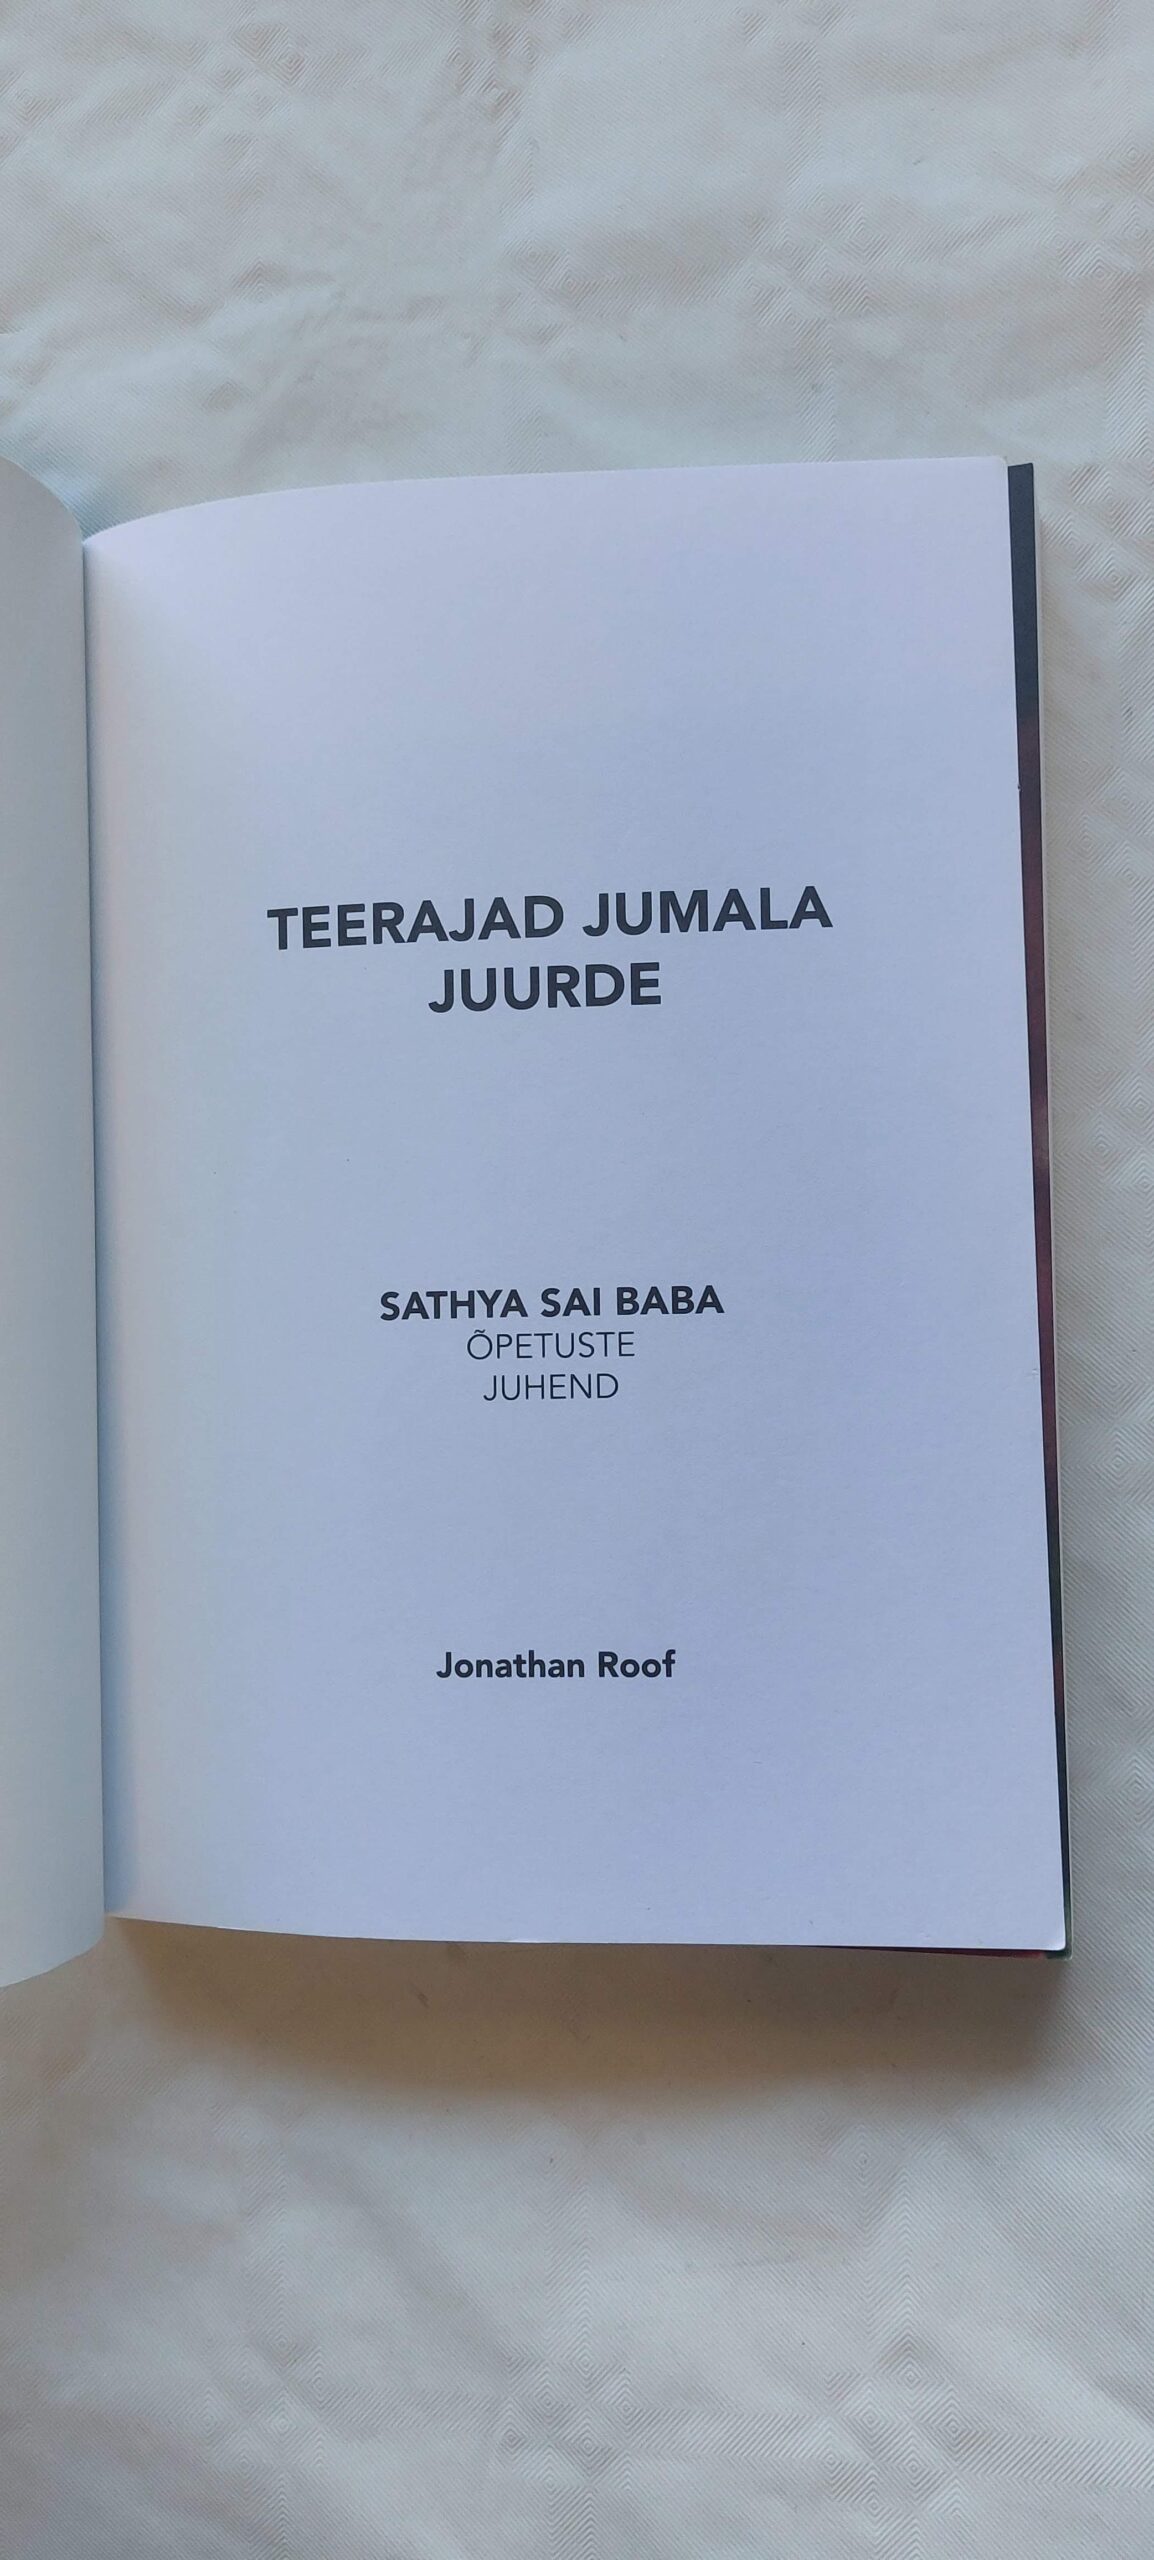 TEERAJAD JUMALA
JUURDE
SATHYA SAI BABA
ÕPETUSTE
JUHEND
Jonathan Roof